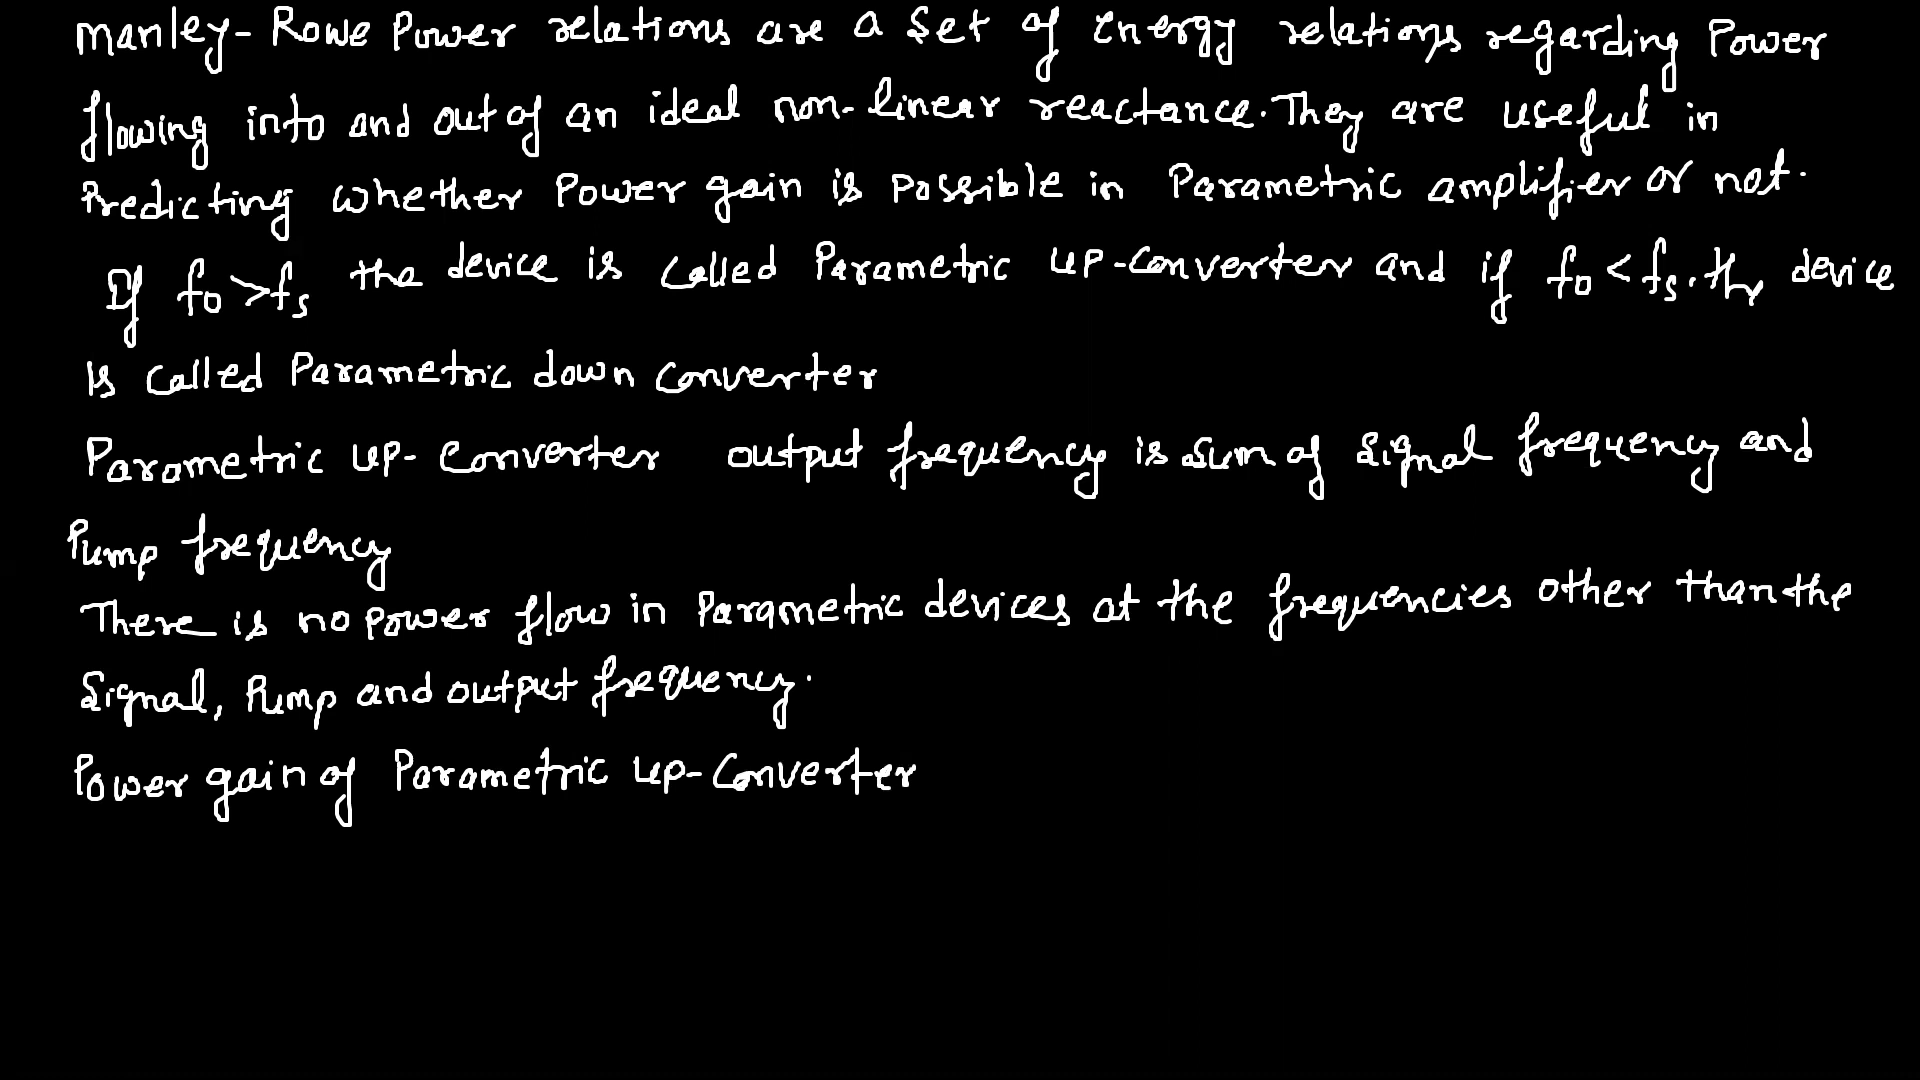 Manley-Rowe Power relations are a set of energy relations regarding Power
flowing into and out of an ideal non-linear reactance. They are useful in
Predicting whether Power gain is possible in Parametric amplifier or not.
If fo > fs the device is called Parametric up-converter and if fo < fs. the device
is called Parametric down converter
Parametric up-converter output frequency is sum of signal frequency and
Pump frequency
There is no power flow in Parametric devices at the frequencies other than the
Signal, Pump and output frequency.
Power gain of Parametric up-converter